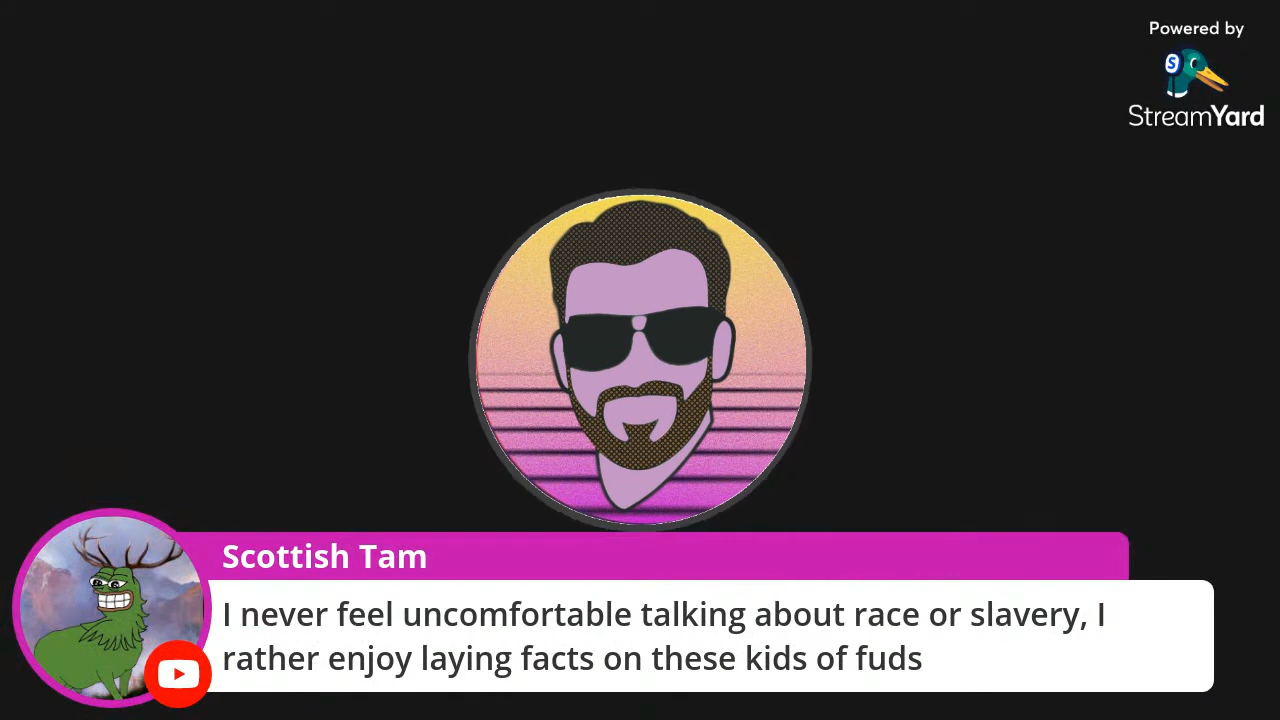 Powered by
S
StreamYard
Scottish Tam
I never feel uncomfortable talking about race or slavery, I
rather enjoy laying facts on these kids of fuds